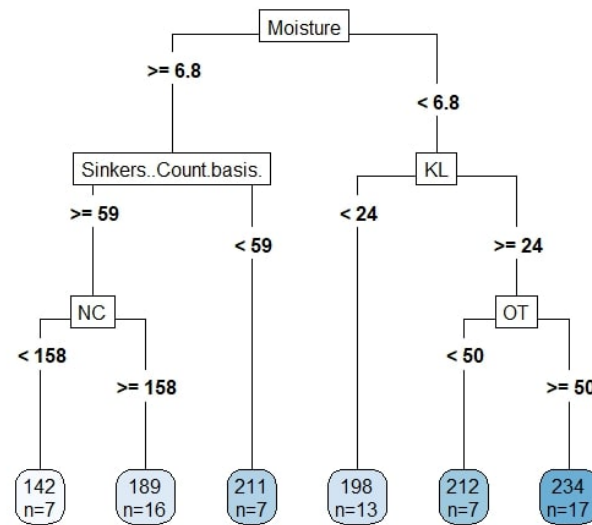 Moisture
>= 6.8
< 6.8
Sinkers..Count.basis.
KL
>= 59
< 59
< 24
>= 24
NC
OT
< 158
>= 158
< 50
>= 50
142
n=7
189
n=16
211
n=7
198
n=13
212
n=7
234
n=17